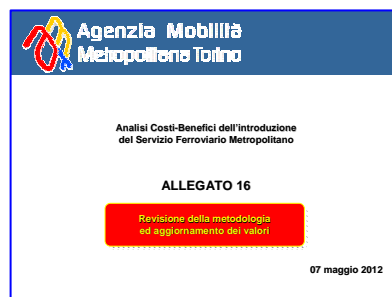 Agenzia Mobilità
Metropolitana Torino
Analisi Costi-Benefici dell'introduzione
del Servizio Ferroviario Metropolitano
ALLEGATO 16
Revisione della metodologia
ed aggiornamento dei valori
07 maggio 2012